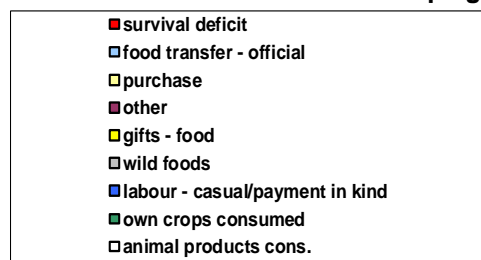 survival deficit
food transfer - official
purchase
other
gifts - food
wild foods
labour - casual/payment in kind
own crops consumed
animal products cons.